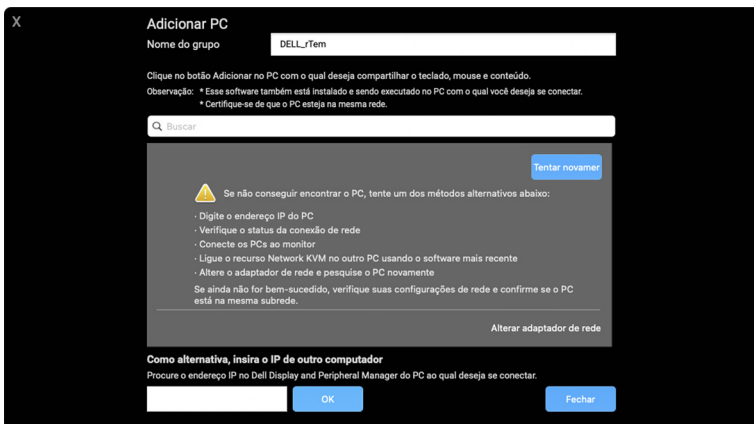 X
Adicionar PC
Nome do grupo
DELL_rTem
Clique no botão Adicionar no PC com o qual deseja compartilhar o teclado, mouse e conteúdo.
Observação: * Esse software também está instalado e sendo executado no PC com o qual você deseja se conectar.
* Certifique-se de que o PC esteja na mesma rede.
Buscar
Tentar novamer
Se não conseguir encontrar o PC, tente um dos métodos alternativos abaixo:
· Digite o endereço IP do PC
· Verifique o status da conexão de rede
· Conecte os PCs ao monitor
· Ligue o recurso Network KVM no outro PC usando o software mais recente
· Altere o adaptador de rede e pesquise o PC novamente
Se ainda não for bem-sucedido, verifique suas configurações de rede e confirme se o PC
está na mesma subrede.
Alterar adaptador de rede
Como alternativa, insira o IP de outro computador
Procure o endereço IP no Dell Display and Peripheral Manager do PC ao qual deseja se conectar.
OK
Fechar